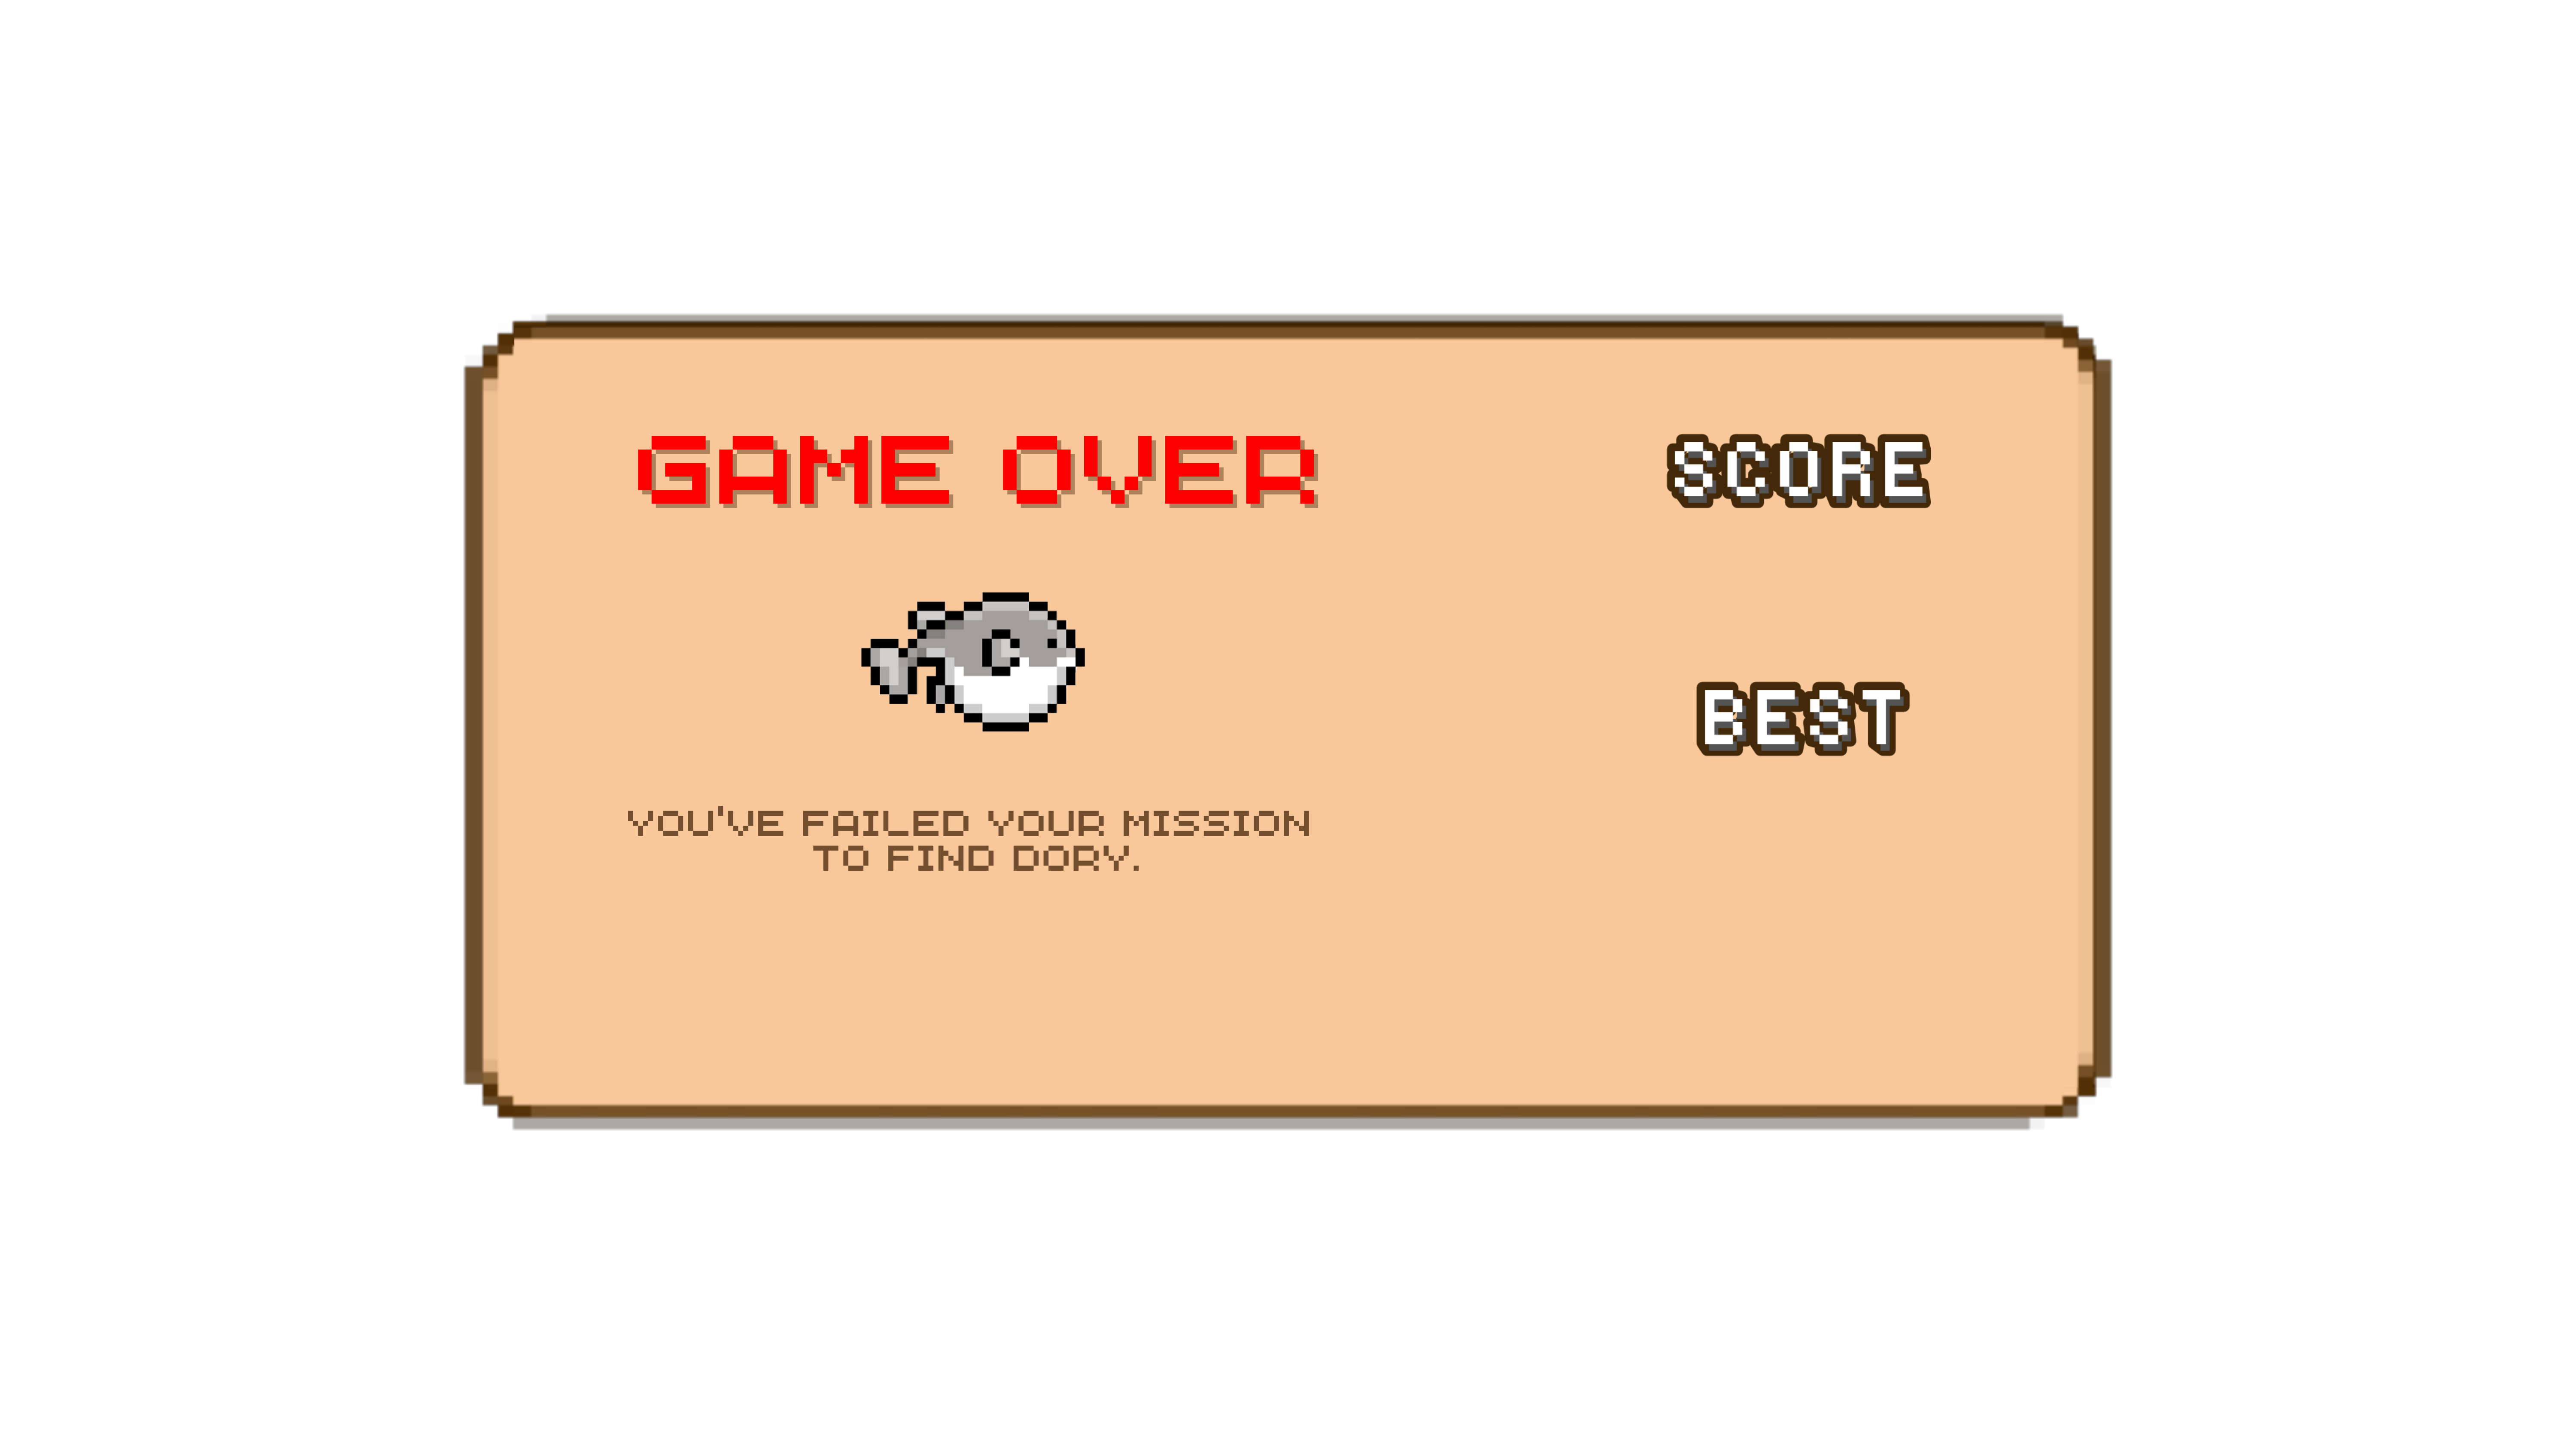 GAME OVER
SCORE
BEST
YOU'VE FAILED YOUR MISSION
TO FIND DORY.